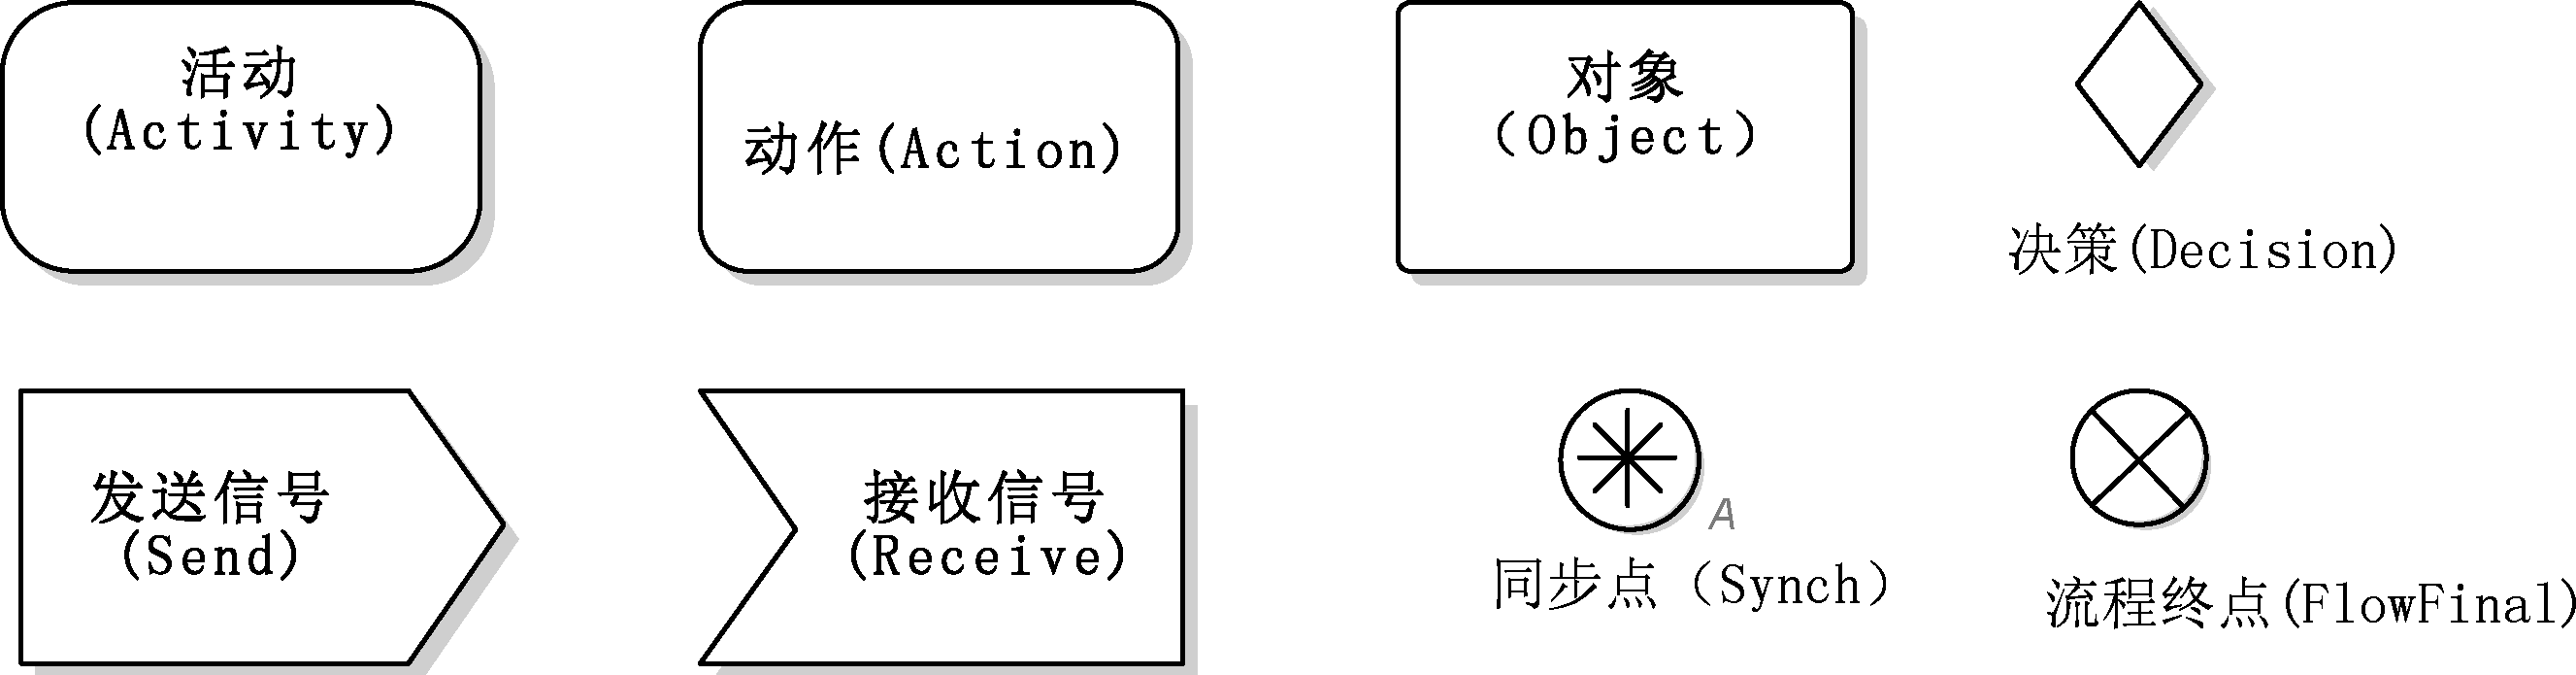 活动
(Activity)
动作(Action)
对象
（Object）
决策(Decision)
发送信号
(Send)
接收信号
(Receive)
A
同步点（Synch）
流程终点(FlowFinal)